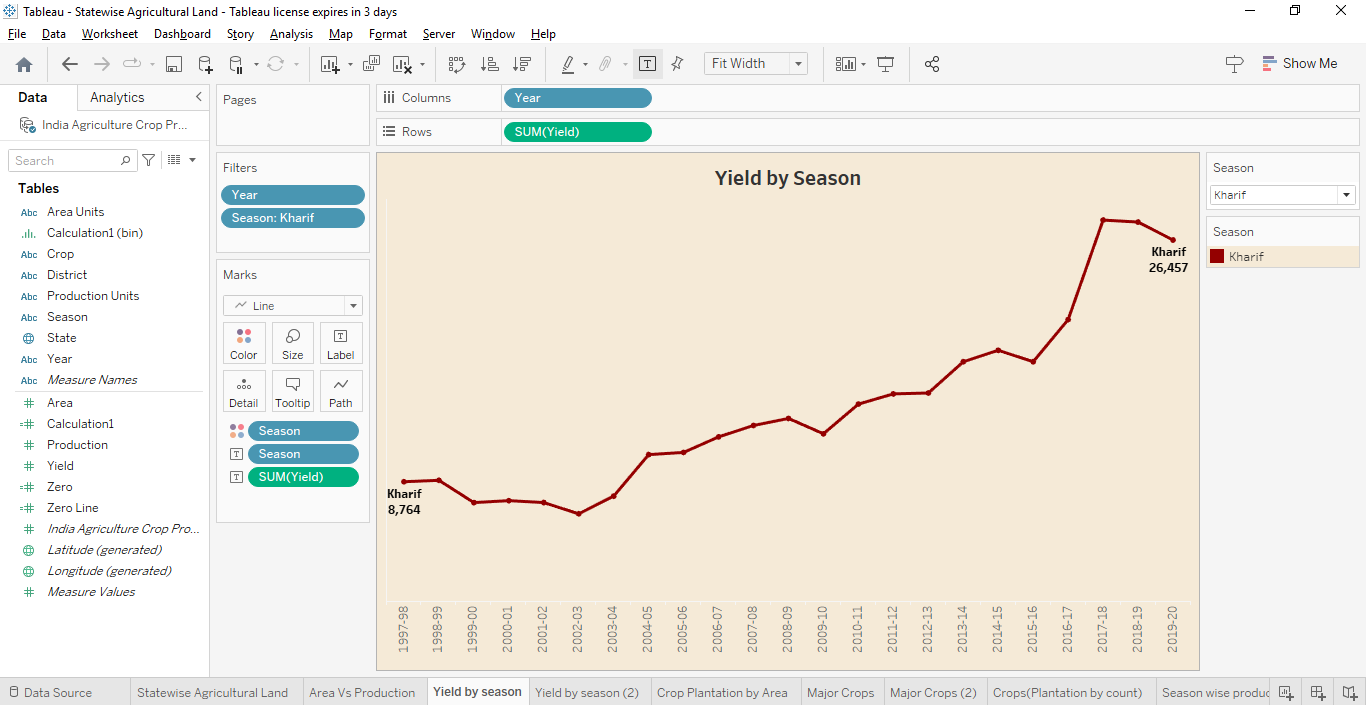 Tableau - Statewise Agricultural Land - Tableau license expires in 3 days
File Data Worksheet Dashboard Story Analysis Map Format Server Window Help
Fit Width
Show Me
Data Analytics
India Agriculture Crop Pr...
Search
Tables
Abc Area Units
Calculation1 (bin)
Abc Crop
Abc District
Abc Production Units
Abc Season
State
Abc Year
Abc Measure Names
# Area
=# Calculation1
# Production
# Yield
=# Zero
=# Zero Line
# India Agriculture Crop Pro...
Latitude (generated)
Longitude (generated)
# Measure Values
Pages
Filters
Year
Season: Kharif
Marks
Line
Color Size Label
Detail Tooltip Path
Season
Season
SUM(Yield)
Columns Year
Rows SUM(Yield)
Yield by Season
Kharif
8,764
Kharif
26,457
1997-98
1998-99
1999-00
2000-01
2001-02
2002-03
2003-04
2004-05
2005-06
2006-07
2007-08
2008-09
2009-10
2010-11
2011-12
2012-13
2013-14
2014-15
2015-16
2016-17
2017-18
2018-19
2019-20
Season
Kharif
Season
Kharif
Data Source Statewise Agricultural Land Area Vs Production Yield by season Yield by season (2) Crop Plantation by Area Major Crops Major Crops (2) Crops(Plantation by count) Season wise produc